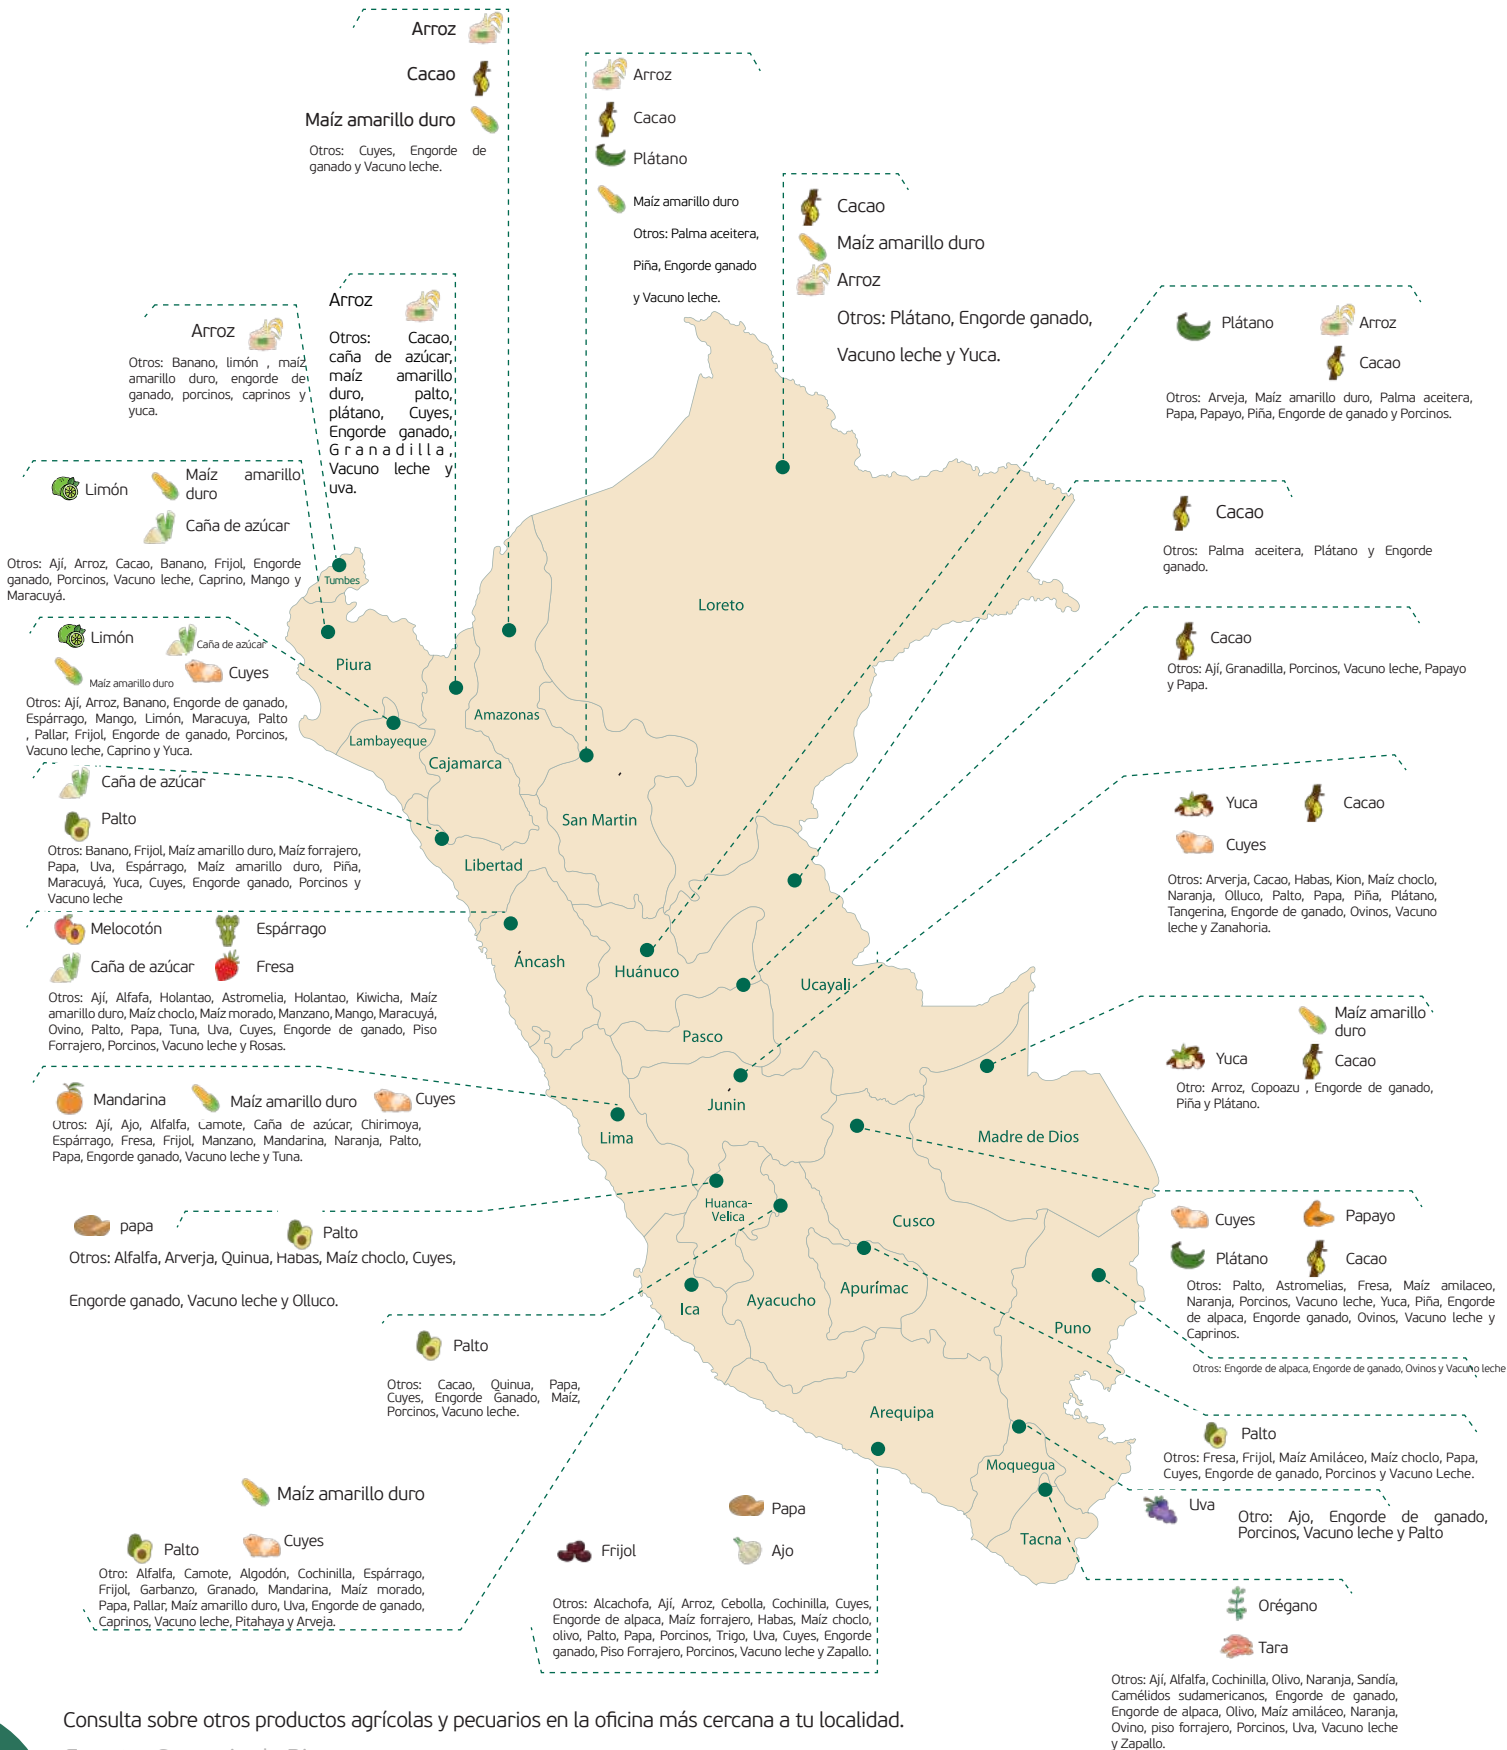 Arroz
Cacao
Maíz amarillo duro
Otros: Cuyes, Engorde de
ganado y Vacuno leche.
Arroz
Cacao
Plátano
Maíz amarillo duro
Otros: Palma aceitera,
Piña, Engorde ganado
y Vacuno leche.
Cacao
Maíz amarillo duro
Arroz
Otros: Plátano, Engorde ganado,
Vacuno leche y Yuca.
Arroz
Otros: Cacao,
caña de azúcar,
maíz amarillo
duro, palto,
plátano, Cuyes,
Engorde ganado,
Granadilla,
Vacuno leche y
uva.
Arroz
Otros: Banano, limón , maíz
amarillo duro, engorde de
ganado, porcinos, caprinos y
yuca.
Plátano
Arroz
Cacao
Otros: Arveja, Maíz amarillo duro, Palma aceitera,
Papa, Papayo, Piña, Engorde de ganado y Porcinos.
Limón
Maíz amarillo
duro
Caña de azúcar
Otros: Ají, Arroz, Cacao, Banano, Frijol, Engorde
ganado, Porcinos, Vacuno leche, Caprino, Mango y
Maracuyá.
Cacao
Otros: Palma aceitera, Plátano y Engorde
ganado.
Limón
Caña de azúcar
Maíz amarillo duro
Cuyes
Otros: Ají, Arroz, Banano, Engorde de ganado,
Espárrago, Mango, Limón, Maracuya, Palto
, Pallar, Frijol, Engorde de ganado, Porcinos,
Vacuno leche, Caprino y Yuca.
Cacao
Otros: Ají, Granadilla, Porcinos, Vacuno leche, Papayo
y Papa.
Caña de azúcar
Palto
Otros: Banano, Frijol, Maíz amarillo duro, Maíz forrajero,
Papa, Uva, Espárrago, Maíz amarillo duro, Piña,
Maracuyá, Yuca, Cuyes, Engorde ganado, Porcinos y
Vacuno leche
Yuca
Cacao
Cuyes
Otros: Arverja, Cacao, Habas, Kion, Maíz choclo,
Naranja, Olluco, Palto, Papa, Piña, Plátano,
Tangerina, Engorde de ganado, Ovinos, Vacuno
leche y Zanahoria.
Melocotón
Espárrago
Caña de azúcar
Fresa
Otros: Ají, Alfafa, Holantao, Astromelia, Holantao, Kiwicha, Maíz
amarillo duro, Maíz choclo, Maíz morado, Manzano, Mango, Maracuyá,
Ovino, Palto, Papa, Tuna, Uva, Cuyes, Engorde de ganado, Piso
Forrajero, Porcinos, Vacuno leche y Rosas.
Maíz amarillo
duro
Yuca
Cacao
Otro: Arroz, Copoazu , Engorde de ganado,
Piña y Plátano.
Mandarina
Maíz amarillo duro
Cuyes
Otros: Ají, Ajo, Alfalfa, Camote, Caña de azúcar, Chirimoya,
Espárrago, Fresa, Frijol, Manzano, Mandarina, Naranja, Palto,
Papa, Engorde ganado, Vacuno leche y Tuna.
papa
Palto
Otros: Alfalfa, Arverja, Quinua, Habas, Maíz choclo, Cuyes,
Engorde ganado, Vacuno leche y Olluco.
Cuyes
Papayo
Plátano
Cacao
Otros: Palto, Astromelias, Fresa, Maíz amilaceo,
Naranja, Porcinos, Vacuno leche, Yuca, Piña, Engorde
de alpaca, Engorde ganado, Ovinos, Vacuno leche y
Caprinos.
Otros: Engorde de alpaca, Engorde de ganado, Ovinos y Vacuno leche
Palto
Otros: Cacao, Quinua, Papa,
Cuyes, Engorde Ganado, Maíz,
Porcinos, Vacuno leche.
Palto
Otros: Fresa, Frijol, Maíz Amiláceo, Maíz choclo, Papa,
Cuyes, Engorde de ganado, Porcinos y Vacuno Leche.
Maíz amarillo duro
Palto
Cuyes
Otro: Alfalfa, Camote, Algodón, Cochinilla, Espárrago,
Frijol, Garbanzo, Granado, Mandarina, Maíz morado,
Papa, Pallar, Maíz amarillo duro, Uva, Engorde de ganado,
Caprinos, Vacuno leche, Pitahaya y Arveja.
Papa
Frijol
Ajo
Otros: Alcachofa, Ají, Arroz, Cebolla, Cochinilla, Cuyes,
Engorde de alpaca, Maíz forrajero, Habas, Maíz choclo,
olivo, Palto, Papa, Porcinos, Trigo, Uva, Cuyes, Engorde
ganado, Piso Forrajero, Porcinos, Vacuno leche y Zapallo.
Uva
Otro: Ajo, Engorde de ganado,
Porcinos, Vacuno leche y Palto
Orégano
Tara
Otros: Ají, Alfalfa, Cochinilla, Olivo, Naranja, Sandía,
Camélidos sudamericanos, Engorde de ganado,
Engorde de alpaca, Olivo, Maíz amiláceo, Naranja,
Ovino, piso forrajero, Porcinos, Uva, Vacuno leche
y Zapallo.
Tumbes
Piura
Loreto
Amazonas
Lambayeque
Cajamarca
San Martin
Libertad
Áncash
Huánuco
Ucayali
Pasco
Junin
Lima
Madre de Dios
Huanca-
Velica
Cusco
Ica
Ayacucho
Apurímac
Puno
Arequipa
Moquegua
Tacna
Consulta sobre otros productos agrícolas y pecuarios en la oficina más cercana a tu localidad.